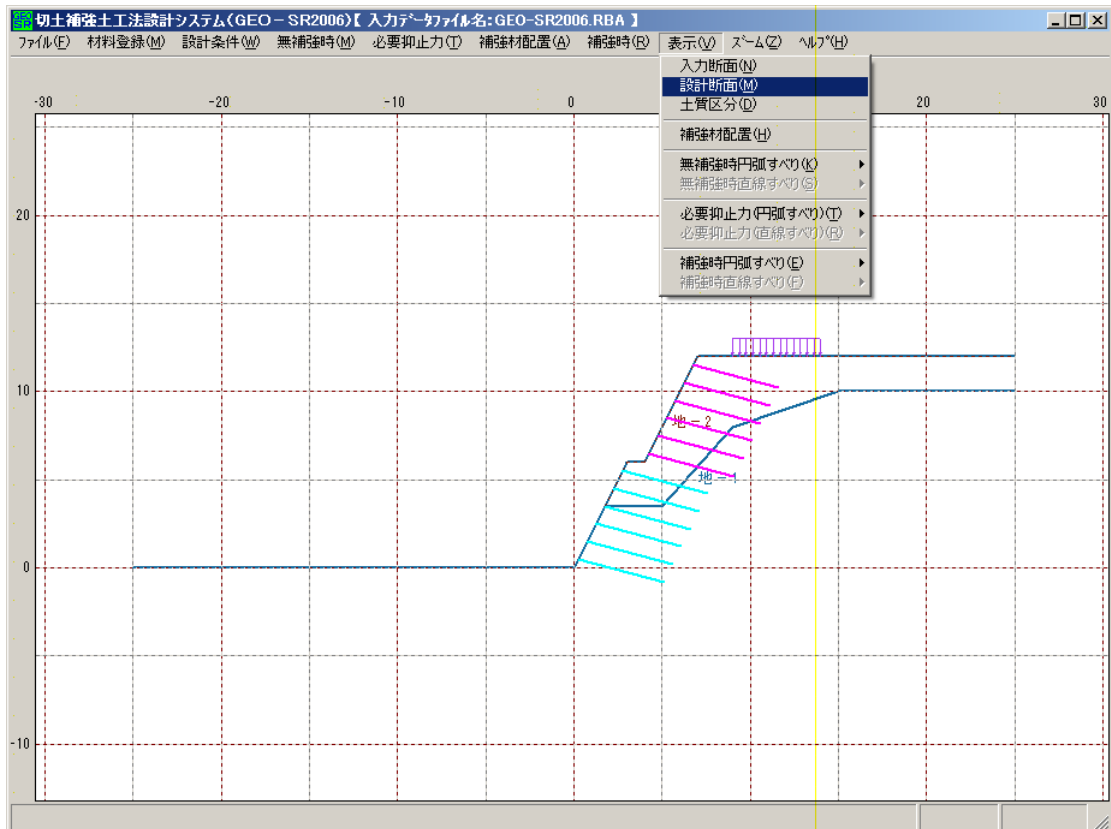 切土補強土工法設計システム(GEO-SR2006)【 入力ﾃﾞｰﾀﾌｧｲﾙ名:GEO-SR2006.RBA 】
ﾌｧｲﾙ(F) 材料登録(M) 設計条件(W) 無補強時(M) 必要抑止力(T) 補強材配置(A) 補強時(R) 表示(V) ｽﾞｰﾑ(Z) ﾍﾙﾌﾟ(H)
入力断面(N)
設計断面(M)
土質区分(D)
補強材配置(H)
無補強時円弧すべり(K)
無補強時直線すべり(S)
必要抑止力(円弧すべり)(T)
必要抑止力(直線すべり)(R)
補強時円弧すべり(E)
補強時直線すべり(F)
-30 -20 -10 0 20 30
20
10
地-2
地-1
0
-10